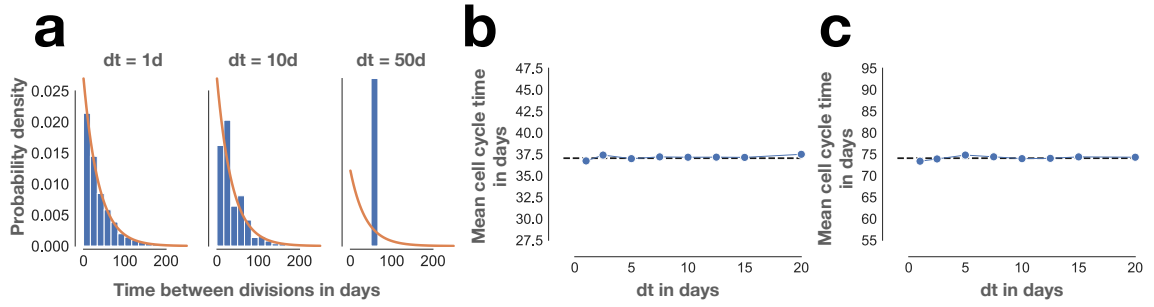 a
dt = 1d
dt = 10d
dt = 50d
Probability density
0.025
0.020
0.015
0.010
0.005
0.000
0 100 200
0 100 200
0 200
Time between divisions in days
b
Mean cell cycle time
in days
47.5
45.0
42.5
40.0
37.5
35.0
32.5
30.0
27.5
0 5 10 15 20
dt in days
c
Mean cell cycle time
in days
95
90
85
80
75
70
65
60
55
0 5 10 15 20
dt in days